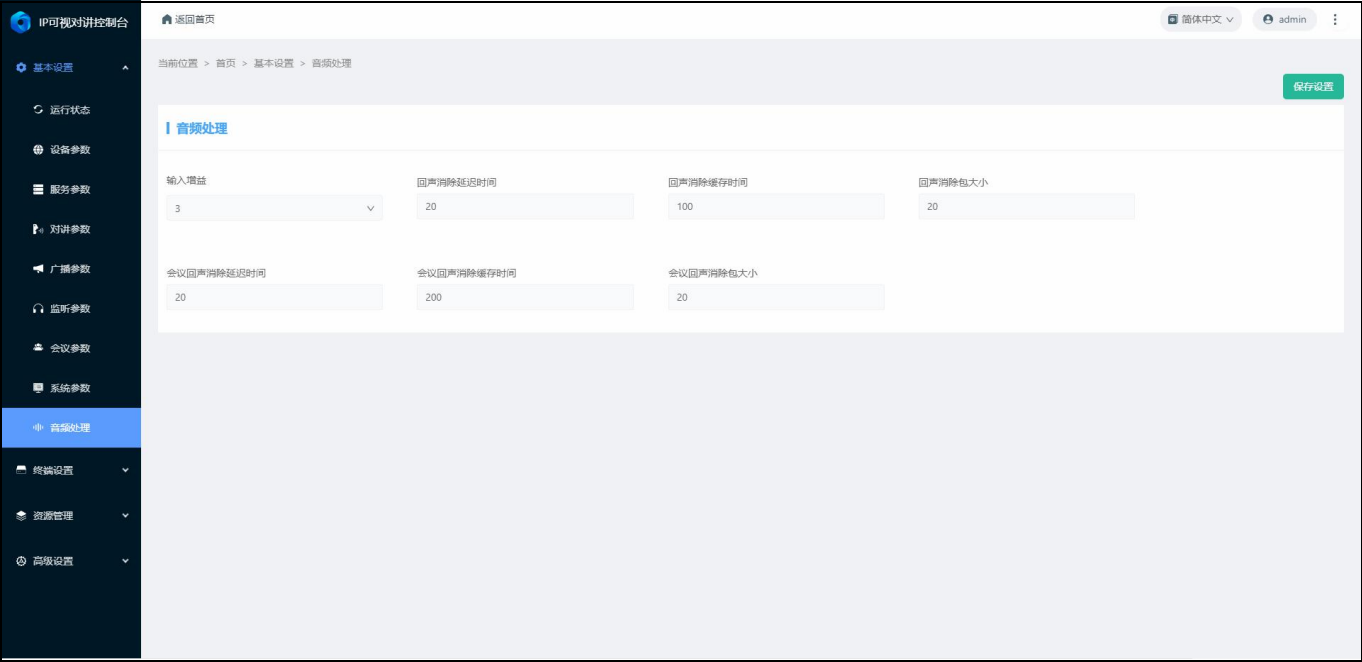 IP可视对讲控制台
返回首页
简体中文
admin
基本设置
运行状态
设备参数
服务参数
对讲参数
广播参数
监听参数
会议参数
系统参数
音频处理
终端设置
资源管理
高级设置
当前位置 > 首页 > 基本设置 > 音频处理
保存设置
音频处理
输入增益
3
回声消除延迟时间
20
回声消除缓存时间
100
回声消除包大小
20
会议回声消除延迟时间
20
会议回声消除缓存时间
200
会议回声消除包大小
20